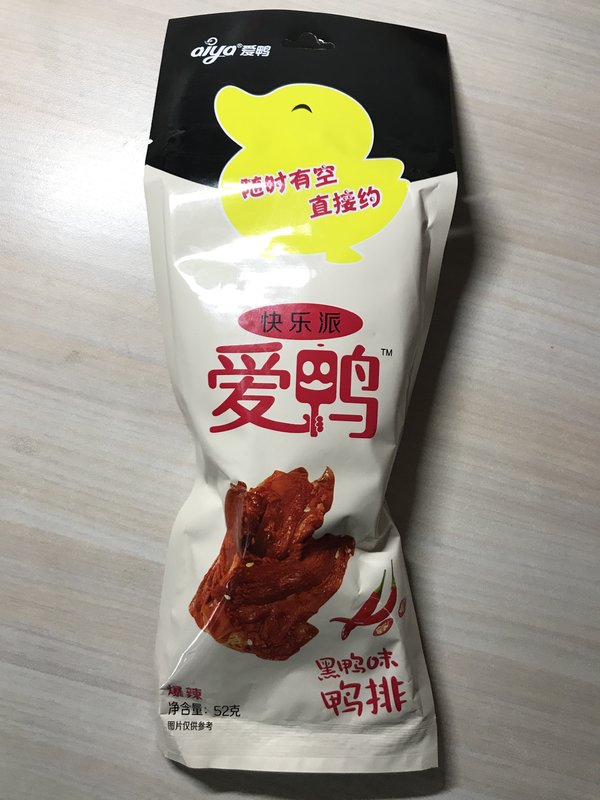 aiya®爱鸭
随时有空
直接约
快乐派
爱鸭™
黑鸭味
鸭排
爆辣
净含量：52克
图片仅供参考